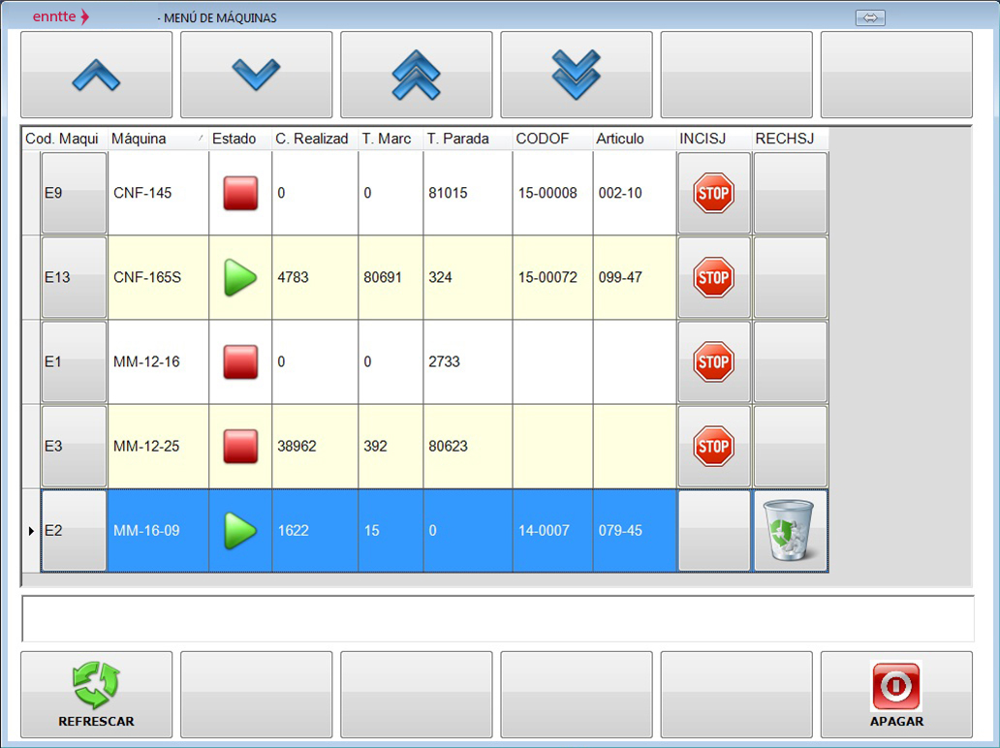 enntte - MENÚ DE MÁQUINAS
Cod. Maqui Máquina Estado C. Realizad T. Marc T. Parada CODOF Articulo INCISJ RECHSJ
E9 CNF-145 0 0 81015 15-00008 002-10 STOP
E13 CNF-165S 4783 80691 324 15-00072 099-47 STOP
E1 MM-12-16 0 0 2733 STOP
E3 MM-12-25 38962 392 80623 STOP
E2 MM-16-09 1622 15 0 14-0007 079-45
REFRESCAR APAGAR